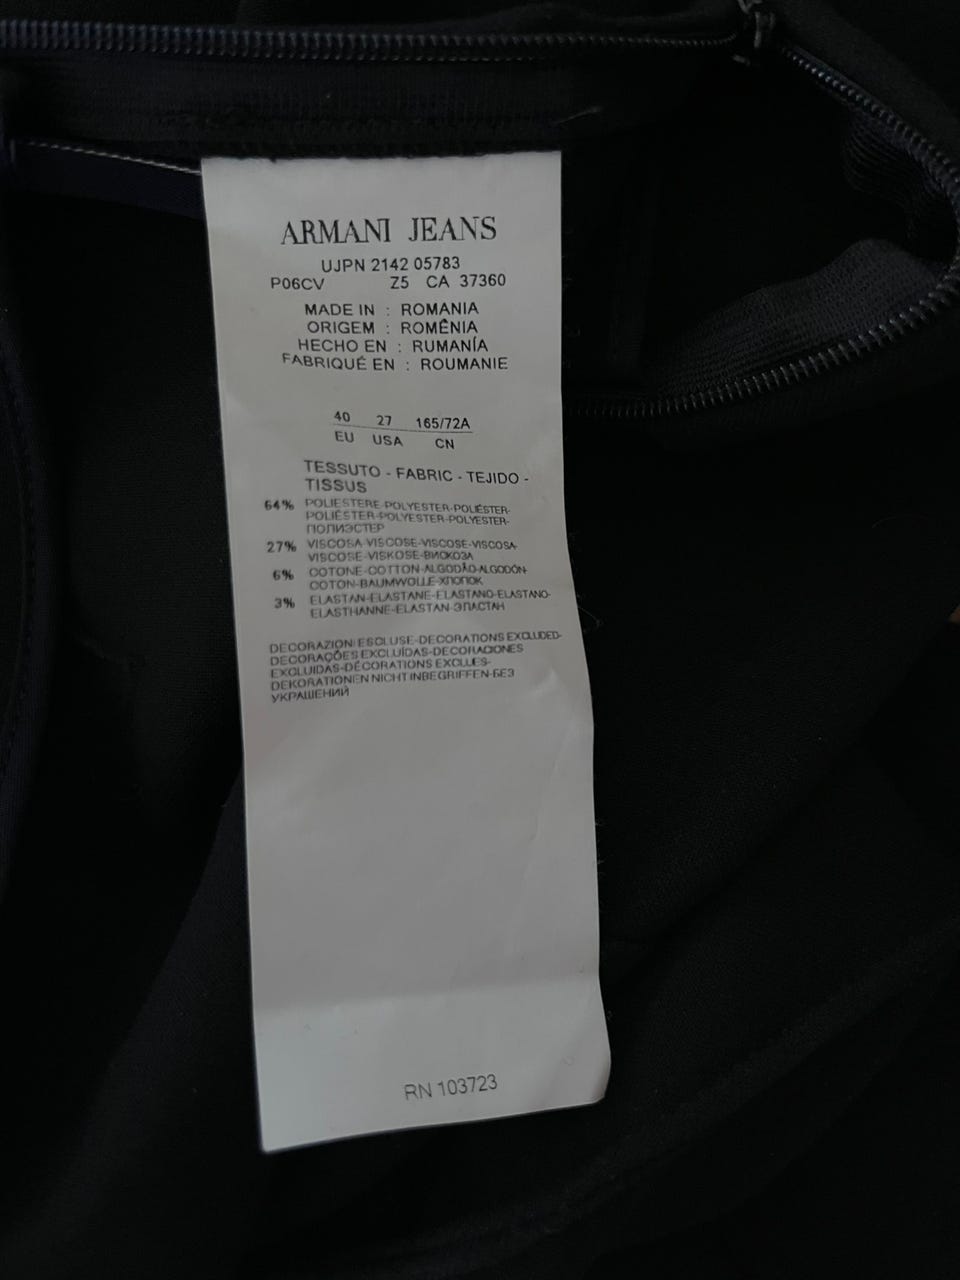 ARMANI JEANS
UJPN 2142 05783
P06CV Z5 CA 37360
MADE IN : ROMANIA
ORIGEM : ROMÊNIA
HECHO EN : RUMANÍA
FABRIQUÉ EN : ROUMANIE
40 27 165/72A
EU USA CN
TESSUTO - FABRIC - TEJIDO -
TISSUS
64% POLIESTERE-POLYESTER-POLIÉSTER-
POLIÉSTER-POLYESTER-POLYESTER-
ПОЛИЭСТЕР
27% VISCOSA-VISCOSE-VISCOSE-VISCOSA-
VISCOSE-VISKOSE-ВИСКОЗА
6% COTONE-COTTON-ALGODÃO-ALGODÓN-
COTON-BAUMWOLLE-ХЛОПОК
3% ELASTAN-ELASTANE-ELASTANO-ELASTANO-
ELASTHANNE-ELASTAN-ЭЛАСТАН
DECORAZIONI ESCLUSE-DECORATIONS EXCLUDED-
DECORAÇÕES EXCLUÍDAS-DECORACIONES
EXCLUIDAS-DÉCORATIONS EXCLUES-
DEKORATIONEN NICHT INBEGRIFFEN-БЕЗ
УКРАШЕНИЙ
RN 103723